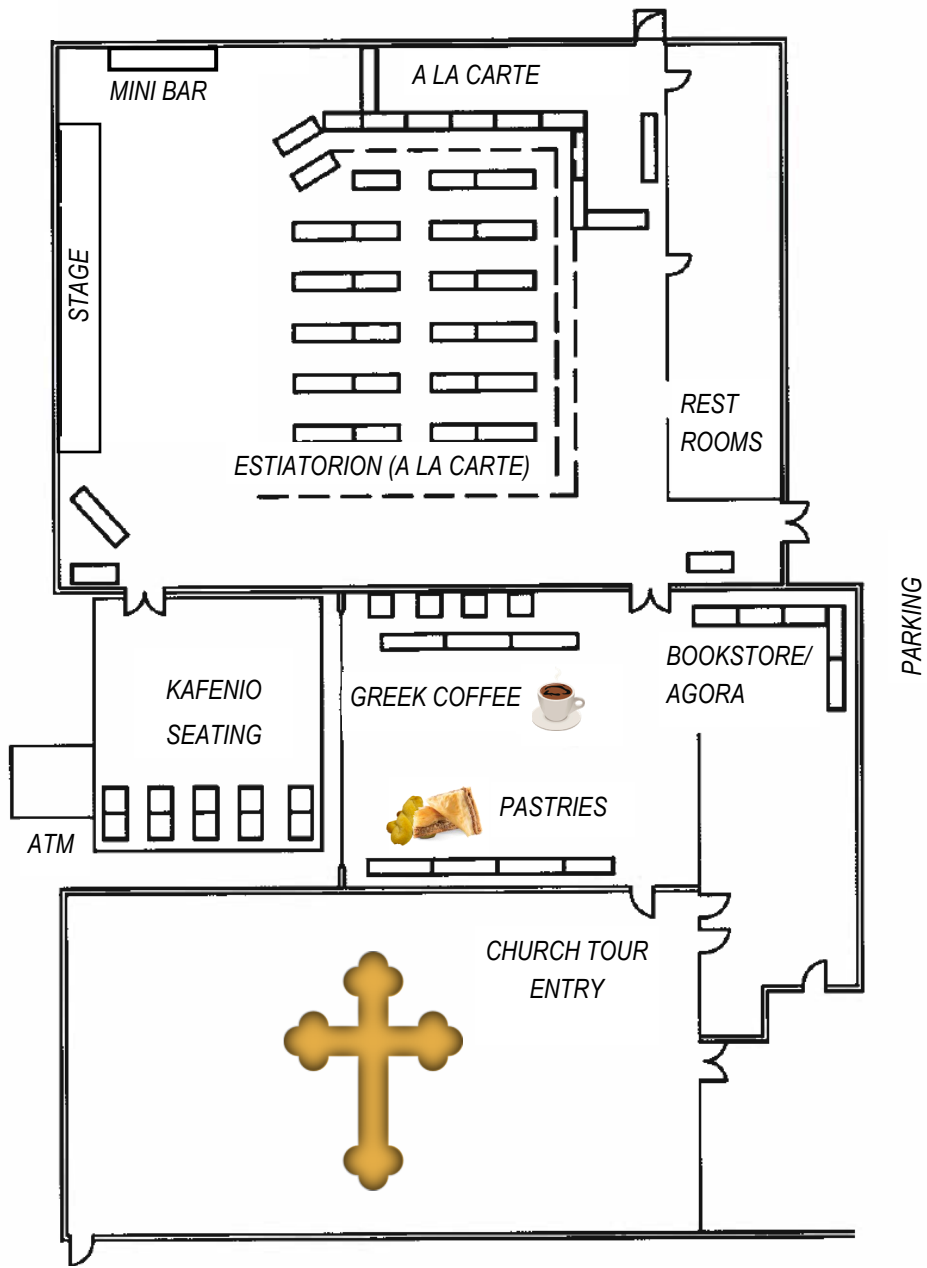 A LA CARTE
MINI BAR
STAGE
REST
ROOMS
ESTIATORION (A LA CARTE)
PARKING
BOOKSTORE/
AGORA
KAFENIO
SEATING
GREEK COFFEE
PASTRIES
ATM
CHURCH TOUR
ENTRY